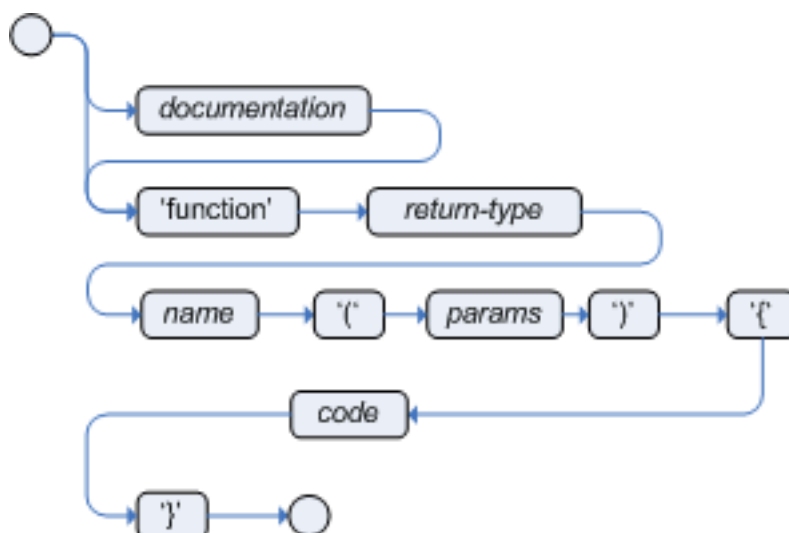 documentation
‘function’ return-type
name ‘(‘ params ‘)’ ‘{‘
code
‘}’